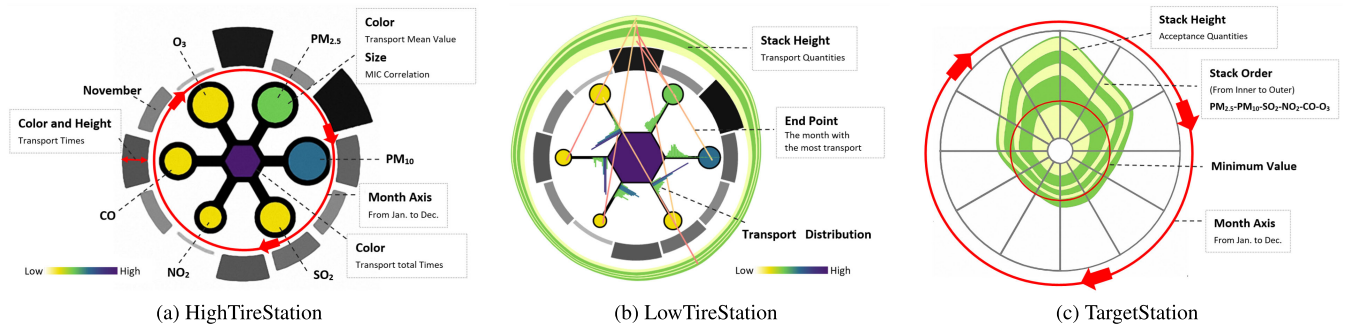 Color
Transport Mean Value
Size
MIC Correlation
O3
PM2.5
November
Color and Height
Transport Times
PM10
CO
Month Axis
From Jan. to Dec.
NO2
SO2
Color
Transport total Times
Low
High
(a) HighTireStation
Stack Height
Transport Quantities
End Point
The month with
the most transport
Transport Distribution
Low
High
(b) LowTireStation
Stack Height
Acceptance Quantities
Stack Order
(From Inner to Outer)
PM2.5-PM10-SO2-NO2-CO-O3
Minimum Value
Month Axis
From Jan. to Dec.
(c) TargetStation